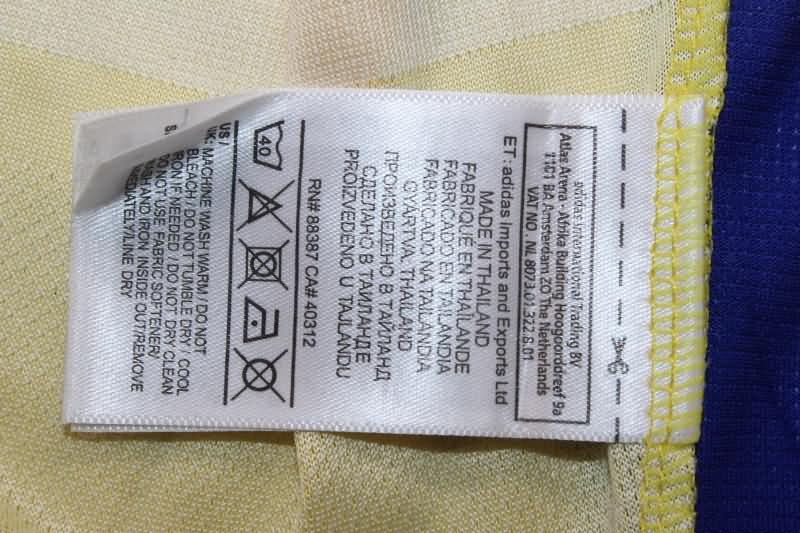 adidas International Trading BV
Atlas Arena - Afrika Building Hoogoorddreef 9a
1101 BA Amsterdam ZO The Netherlands
VAT NO. NL 8073.01.322.B.01
ET : adidas Imports and Exports Ltd
MADE IN THAILAND
FABRIQUÉ EN THAÏLANDE
FABRICADO EN TAILANDIA
FABRICADO NA TAILÂNDIA
GYÁRTVA. THAILAND
ПРОИЗВЕДЕНО В ТАЙЛАНД
СДЕЛАНО В ТАИЛАНДЕ
PROIZVEDENO U TAJLANDU
RN# 88387 CA# 40312
40
US /
UK: MACHINE WASH WARM / DO NOT
BLEACH / DO NOT TUMBLE DRY / COOL
IRON IF NEEDED / DO NOT DRY CLEAN
DO NOT USE FABRIC SOFTENER/
AND IRON INSIDE OUT/REMOVE
DRY